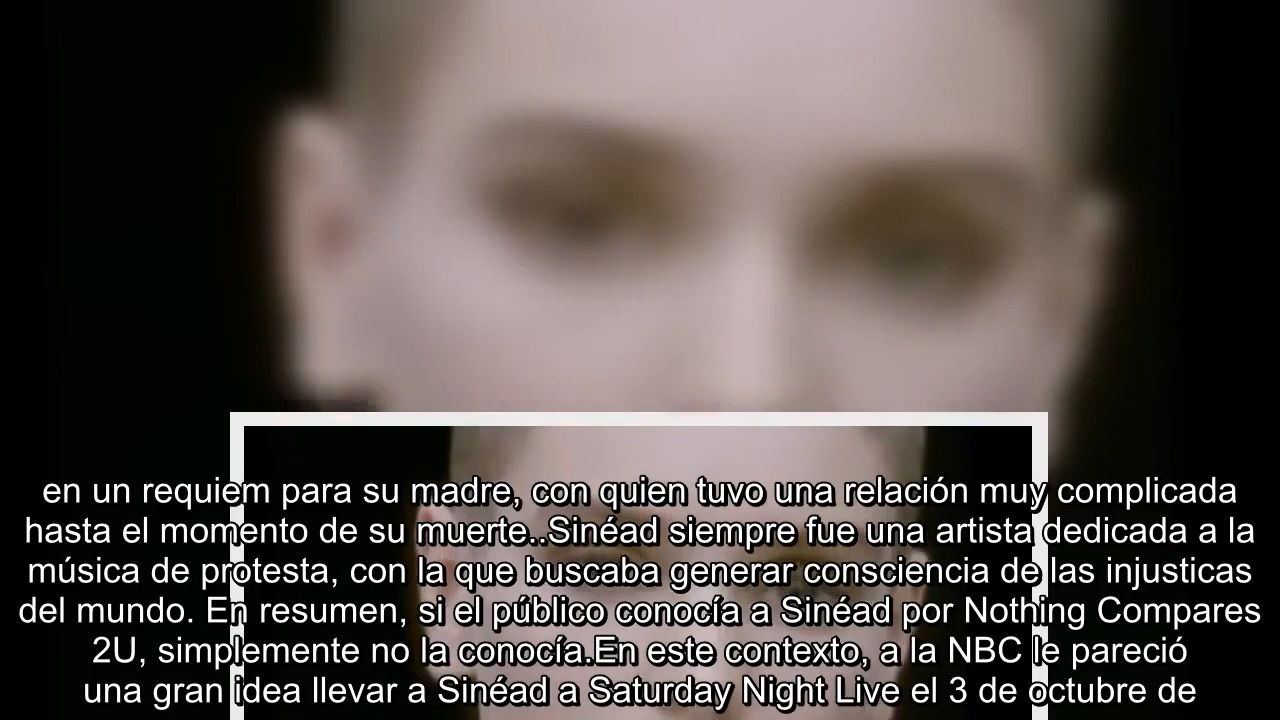 en un requiem para su madre, con quien tuvo una relación muy complicada
hasta el momento de su muerte..Sinéad siempre fue una artista dedicada a la
música de protesta, con la que buscaba generar consciencia de las injusticas
del mundo. En resumen, si el público conocía a Sinéad por Nothing Compares
2U, simplemente no la conocía.En este contexto, a la NBC le pareció
una gran idea llevar a Sinéad a Saturday Night Live el 3 de octubre de